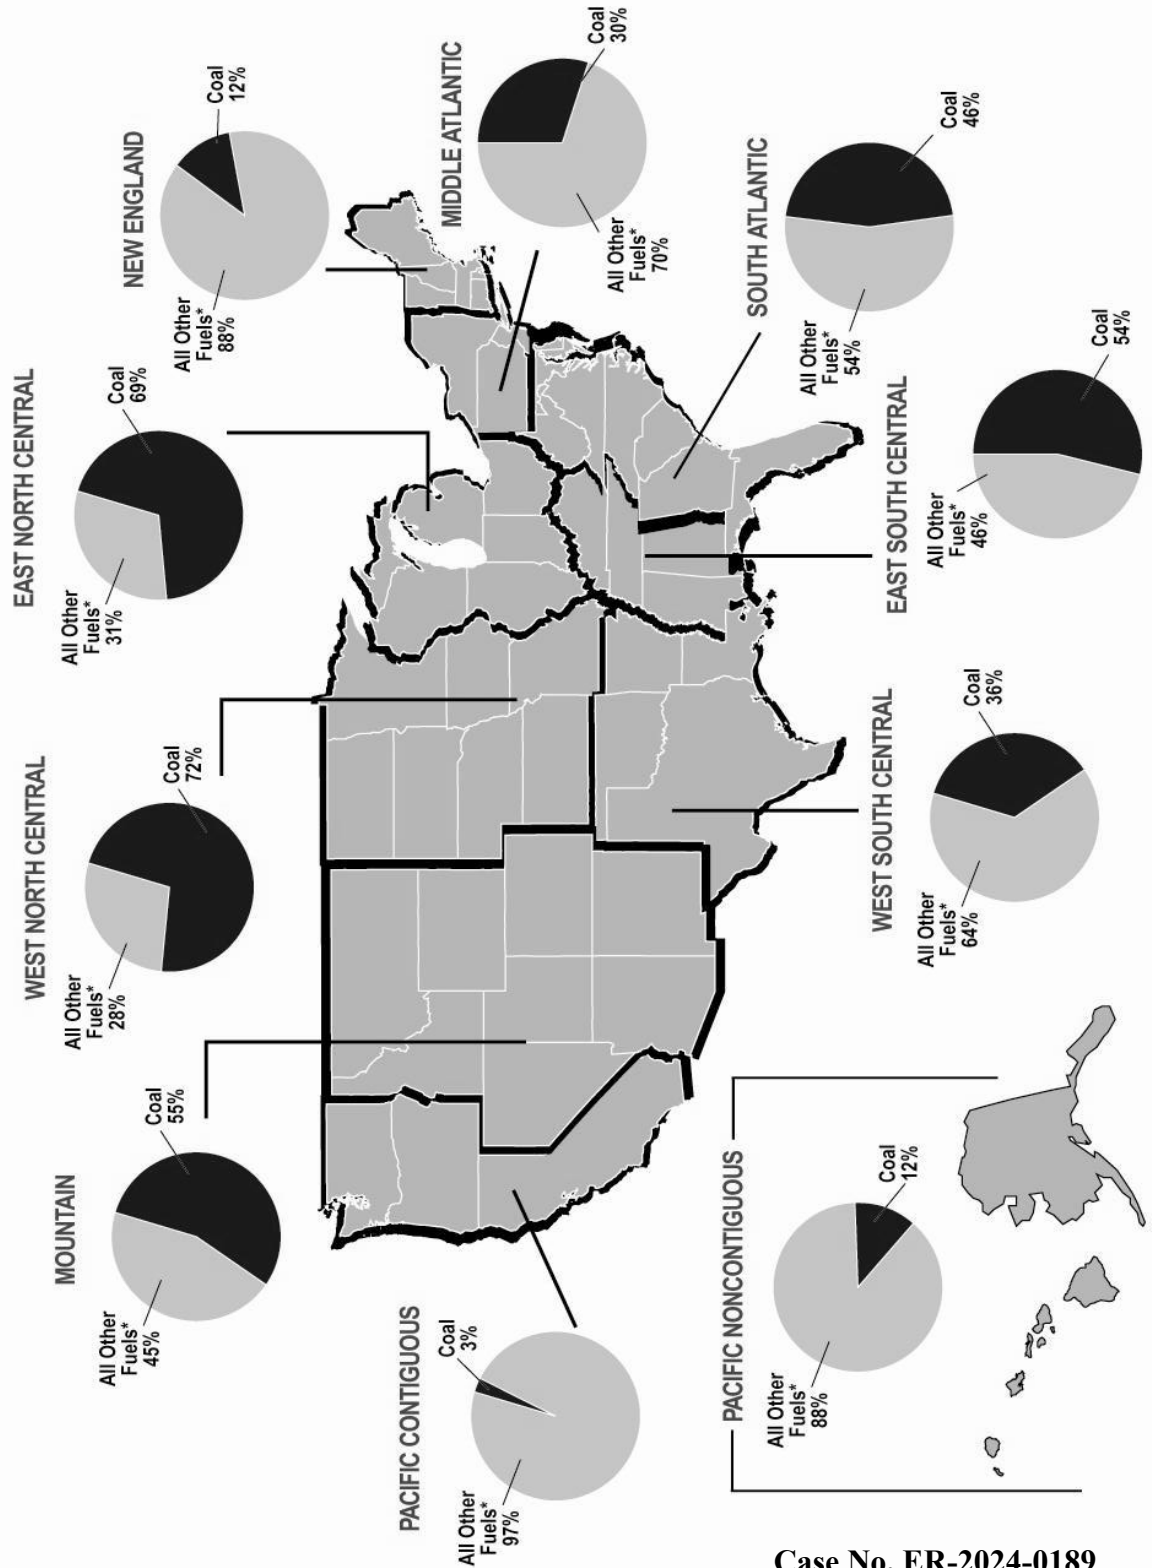 MOUNTAIN
Coal
55%
All Other
Fuels*
45%
WEST NORTH CENTRAL
Coal
72%
All Other
Fuels*
28%
EAST NORTH CENTRAL
Coal
69%
All Other
Fuels*
31%
NEW ENGLAND
Coal
12%
All Other
Fuels*
88%
MIDDLE ATLANTIC
Coal
30%
All Other
Fuels*
70%
PACIFIC CONTIGUOUS
Coal
3%
All Other
Fuels*
97%
SOUTH ATLANTIC
Coal
46%
All Other
Fuels*
54%
PACIFIC NONCONTIGUOUS
Coal
12%
All Other
Fuels*
88%
WEST SOUTH CENTRAL
Coal
36%
All Other
Fuels*
64%
EAST SOUTH CENTRAL
Coal
54%
All Other
Fuels*
46%
Case No. ER-2024-0189